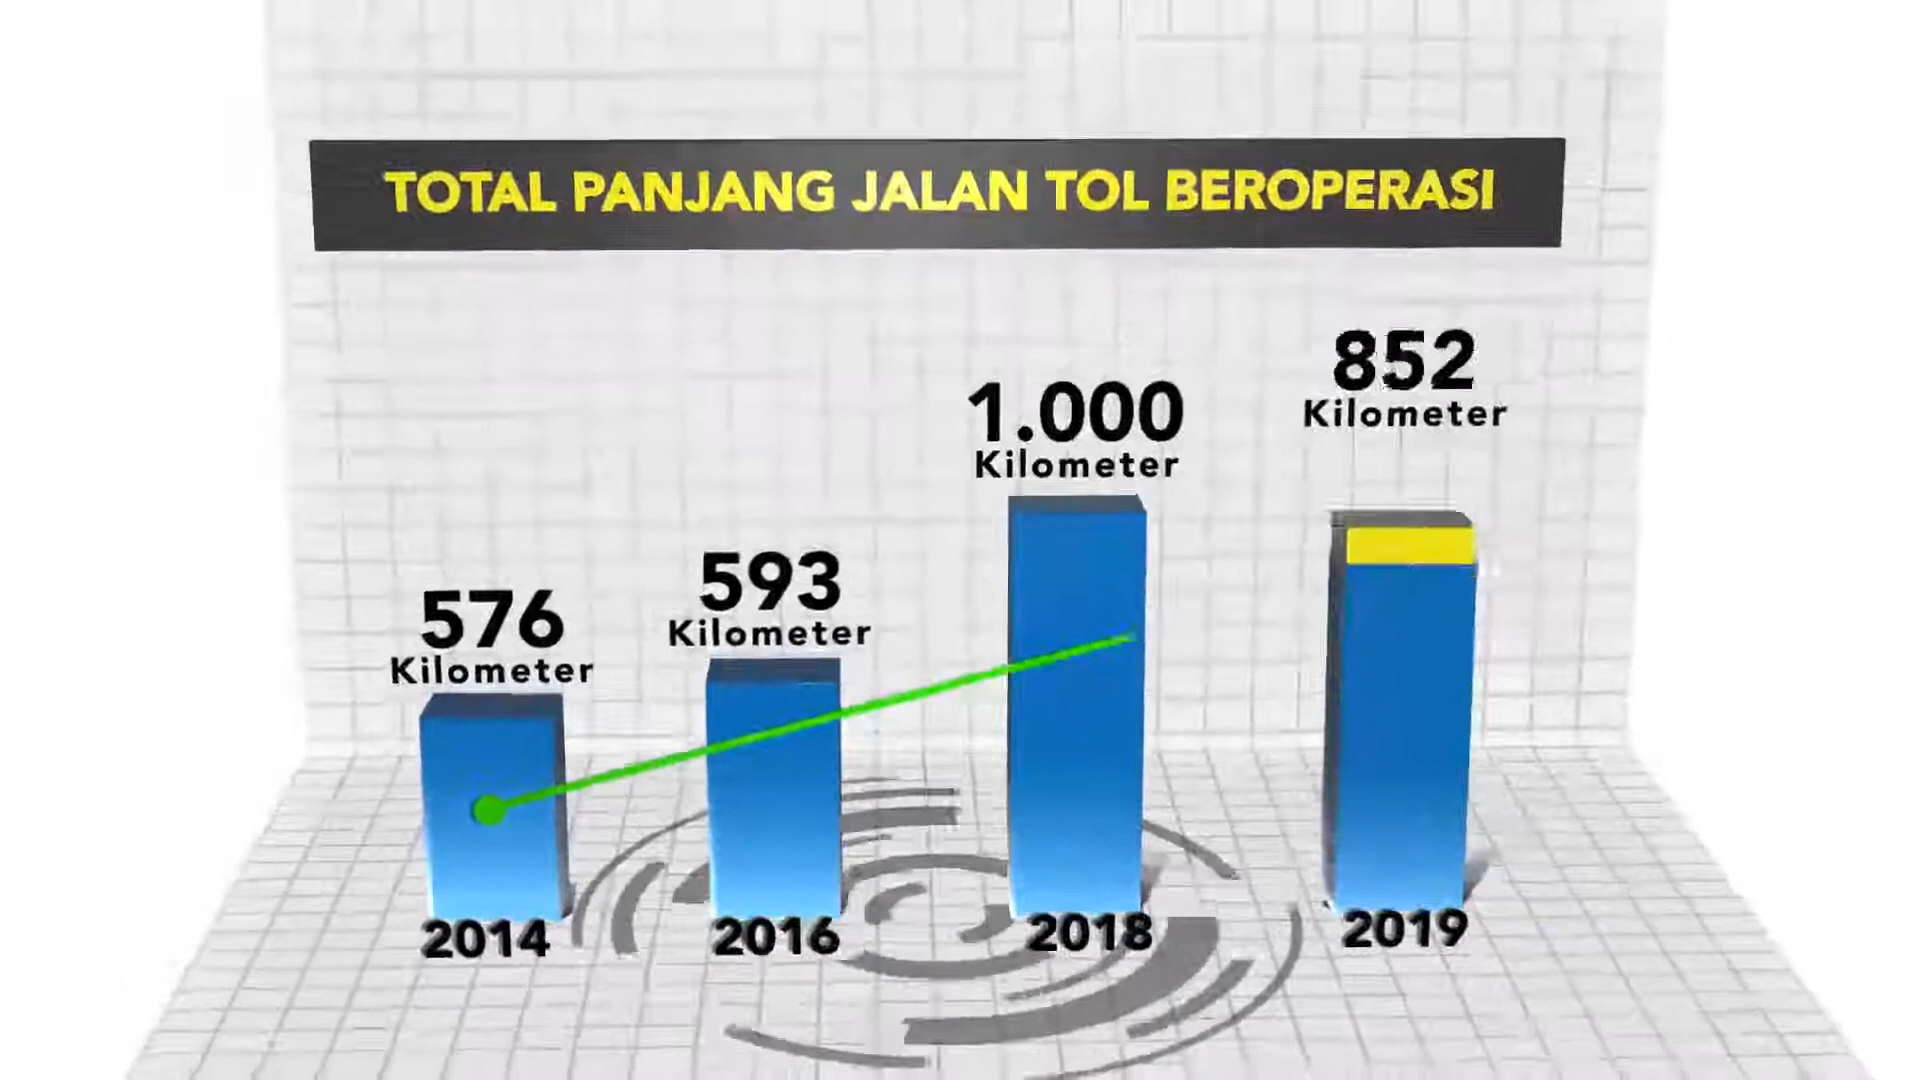 TOTAL PANJANG JALAN TOL BEROPERASI
576
Kilometer
593
Kilometer
1.000
Kilometer
852
Kilometer
2014
2016
2018
2019